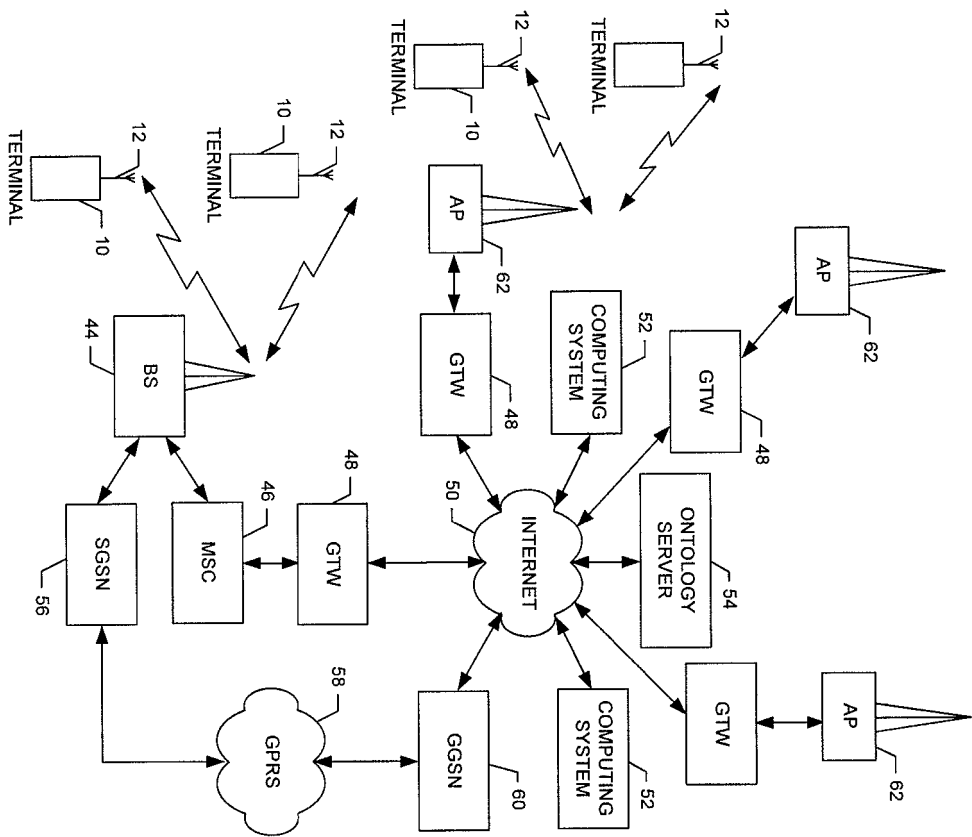 62
62
AP
AP
48
54
GTW
GTW
12
ONTOLOGY
SERVER
52
52
COMPUTING
SYSTEM
COMPUTING
SYSTEM
TERMINAL
12
62
48
INTERNET
60
10
AP
GTW
50
GGSN
TERMINAL
12
48
58
GTW
10
46
GPRS
TERMINAL
MSC
12
BS
10
44
SGSN
56
TERMINAL